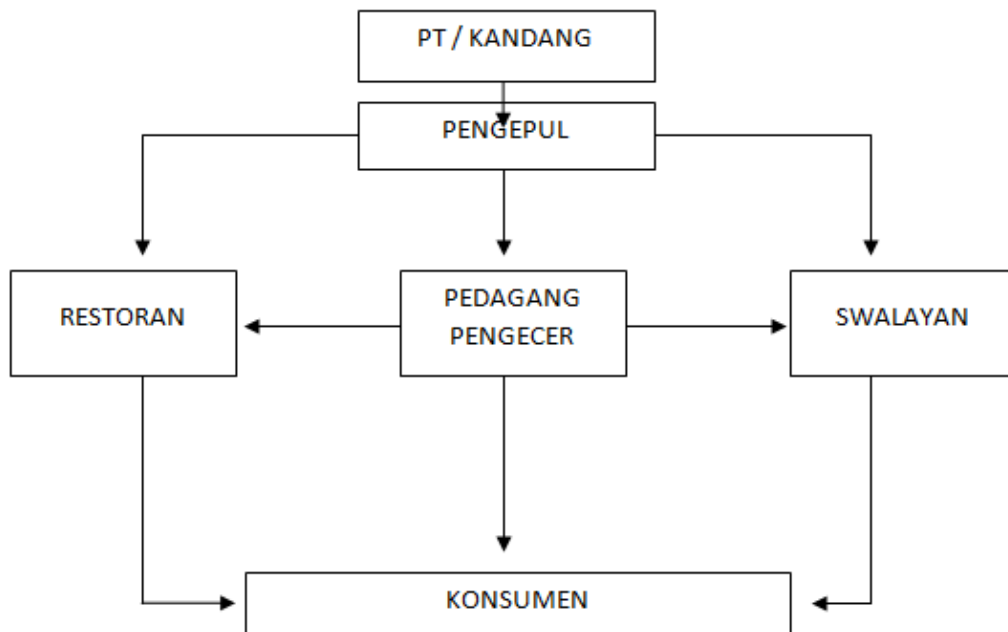 PT / KANDANG
PENGEPUL
RESTORAN
PEDAGANG
PENGECER
SWALAYAN
KONSUMEN